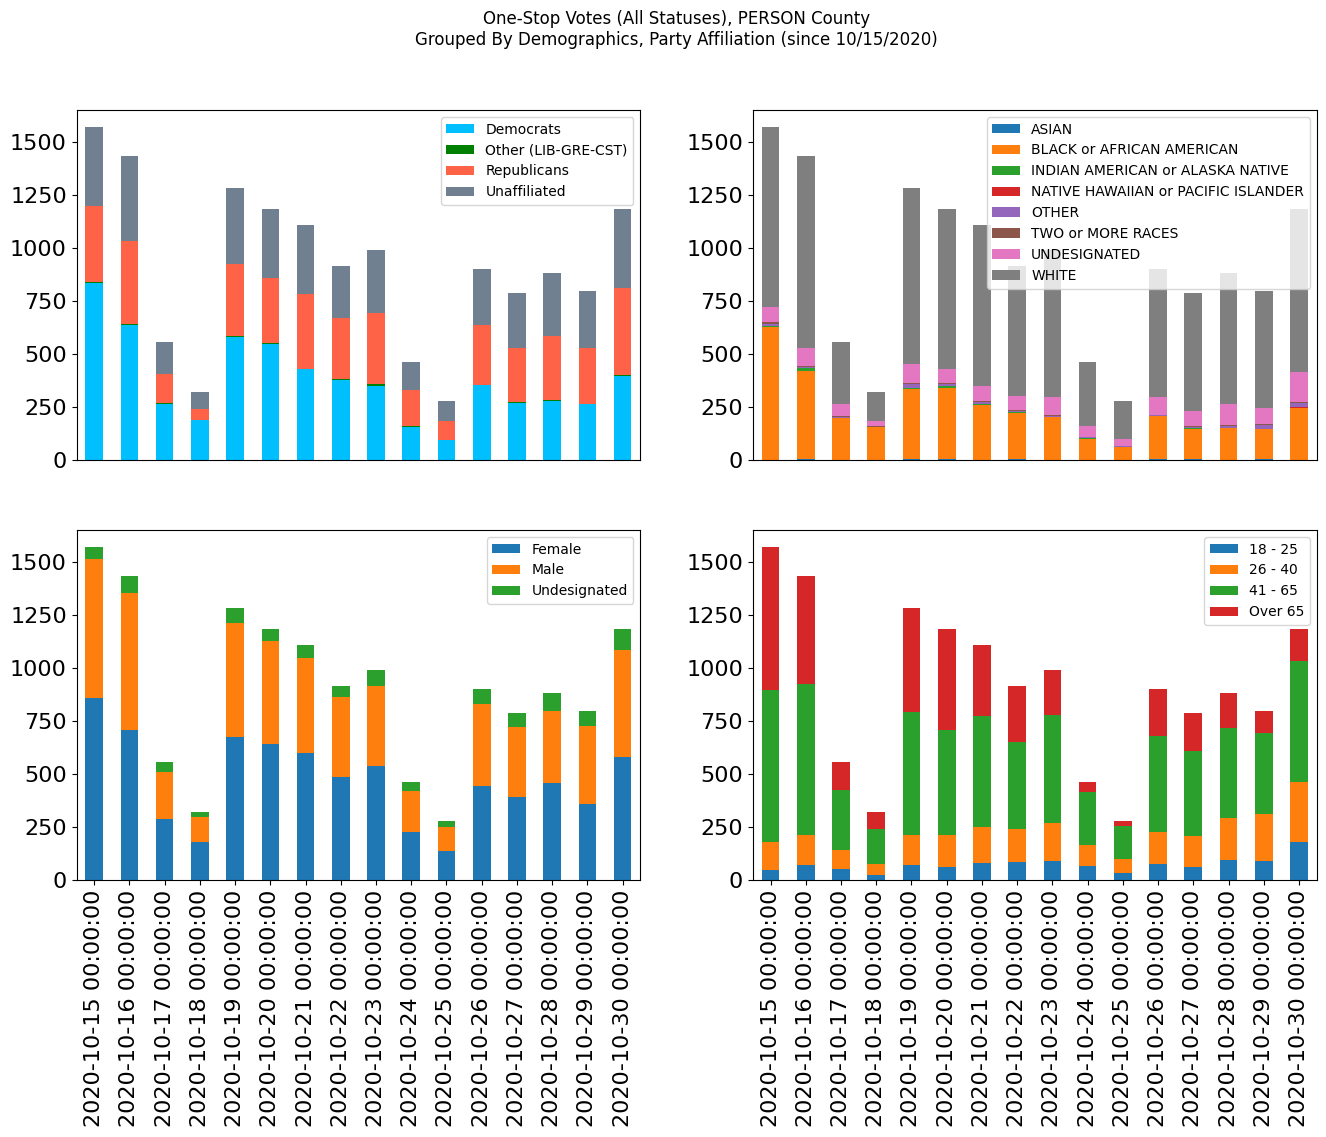 One-Stop Votes (All Statuses), PERSON County
Grouped By Demographics, Party Affiliation (since 10/15/2020)
1500
1250
1000
750
500
250
0
Democrats
Other (LIB-GRE-CST)
Republicans
Unaffiliated
1500
1250
1000
750
500
250
0
ASIAN
BLACK or AFRICAN AMERICAN
INDIAN AMERICAN or ALASKA NATIVE
NATIVE HAWAIIAN or PACIFIC ISLANDER
OTHER
TWO or MORE RACES
UNDESIGNATED
WHITE
1500
1250
1000
750
500
250
0
Female
Male
Undesignated
2020-10-15 00:00:00
2020-10-16 00:00:00
2020-10-17 00:00:00
2020-10-18 00:00:00
2020-10-19 00:00:00
2020-10-20 00:00:00
2020-10-21 00:00:00
2020-10-22 00:00:00
2020-10-23 00:00:00
2020-10-24 00:00:00
2020-10-25 00:00:00
2020-10-26 00:00:00
2020-10-27 00:00:00
2020-10-28 00:00:00
2020-10-29 00:00:00
2020-10-30 00:00:00
1500
1250
1000
750
500
250
0
18 - 25
26 - 40
41 - 65
Over 65
2020-10-15 00:00:00
2020-10-16 00:00:00
2020-10-17 00:00:00
2020-10-18 00:00:00
2020-10-19 00:00:00
2020-10-20 00:00:00
2020-10-21 00:00:00
2020-10-22 00:00:00
2020-10-23 00:00:00
2020-10-24 00:00:00
2020-10-25 00:00:00
2020-10-26 00:00:00
2020-10-27 00:00:00
2020-10-28 00:00:00
2020-10-29 00:00:00
2020-10-30 00:00:00